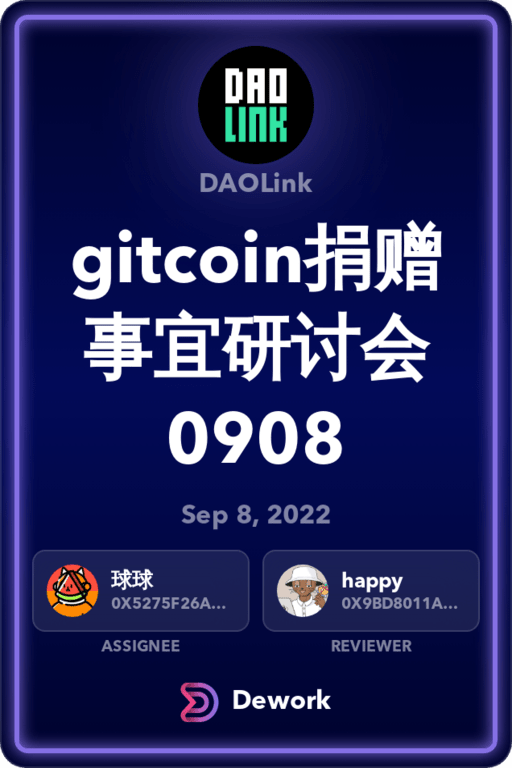 DAO
LINK
DAOLink
gitcoin捐赠
事宜研讨会
0908
Sep 8, 2022
球球
0X5275F26A...
ASSIGNEE
happy
0X9BD8011A...
REVIEWER
Dework